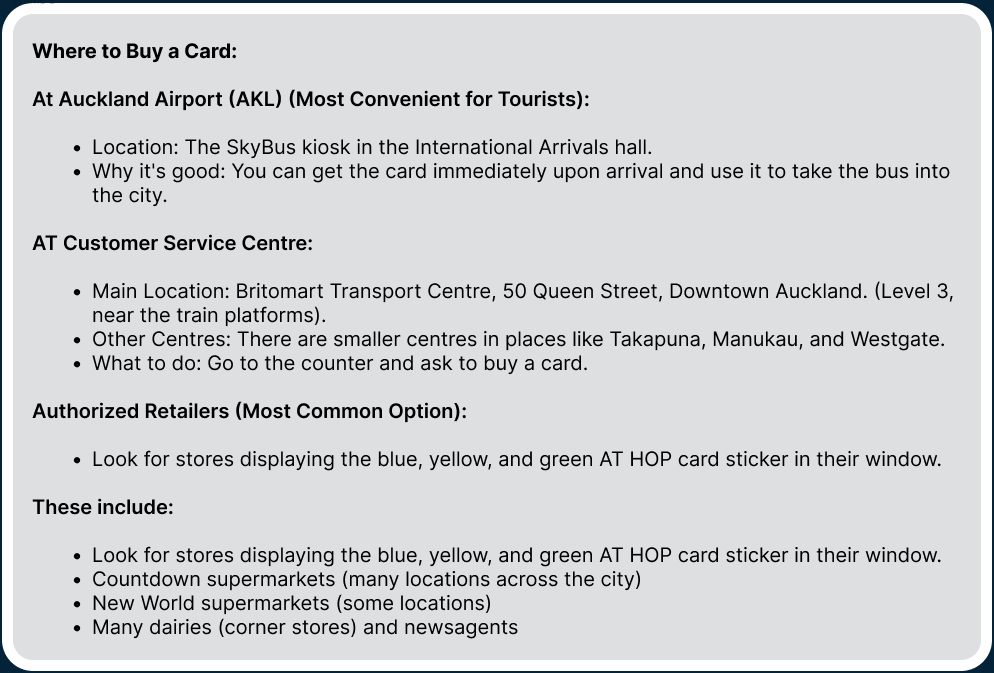 Where to Buy a Card:
At Auckland Airport (AKL) (Most Convenient for Tourists):
• Location: The SkyBus kiosk in the International Arrivals hall.
• Why it's good: You can get the card immediately upon arrival and use it to take the bus into
the city.
AT Customer Service Centre:
• Main Location: Britomart Transport Centre, 50 Queen Street, Downtown Auckland. (Level 3,
near the train platforms).
• Other Centres: There are smaller centres in places like Takapuna, Manukau, and Westgate.
• What to do: Go to the counter and ask to buy a card.
Authorized Retailers (Most Common Option):
• Look for stores displaying the blue, yellow, and green AT HOP card sticker in their window.
These include:
• Look for stores displaying the blue, yellow, and green AT HOP card sticker in their window.
• Countdown supermarkets (many locations across the city)
• New World supermarkets (some locations)
• Many dairies (corner stores) and newsagents